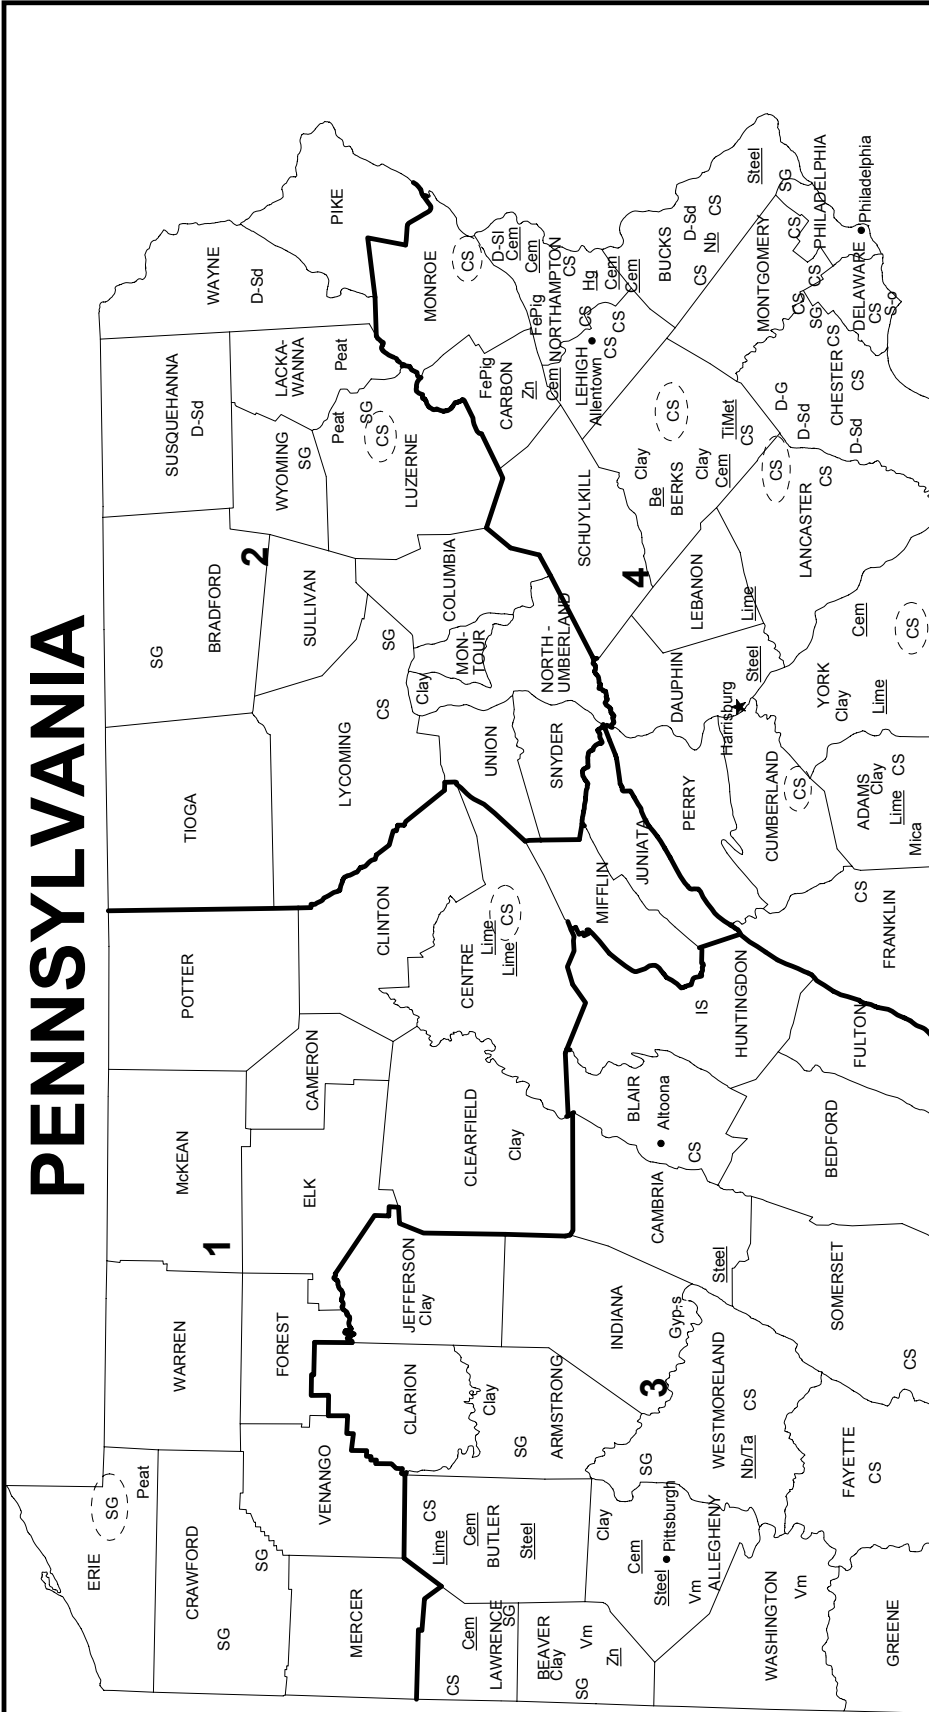 PENNSYLVANIA
ERIE
SG
Peat
CRAWFORD
SG
SG
WARREN
McKEAN
POTTER
TIOGA
SG
BRADFORD
SUSQUEHANNA
D-Sd
WAYNE
D-Sd
PIKE
1
2
MERCER
VENANGO
FOREST
ELK
CAMERON
CLINTON
LYCOMING
CS
SG
SULLIVAN
WYOMING
SG
LACKA-
WANNA
Peat
Peat
SG
CS
LUZERNE
MONROE
CS
CS
Cem
LAWRENCE
SG
Lime
CS
Cem
BUTLER
Steel
CLARION
Clay
SG
ARMSTRONG
JEFFERSON
Clay
CLEARFIELD
Clay
CENTRE
Lime
Lime
CS
UNION
Clay
MON-
TOUR
COLUMBIA
SNYDER
NORTH-
UMBERLAND
FePig
CARBON
Zn
D-Sl
Cem
Cem
FePig
NORTHAMPTON
CS
Cem
Hg
Cem
Cem
LEHIGH
Allentown
CS
CS
CS
BEAVER
Clay
SG
Vm
Zn
Clay
Cem
Steel
Pittsburgh
Vm
ALLEGHENY
INDIANA
Gyp,s
3
SG
WESTMORELAND
Nb/Ta
CS
CAMBRIA
Steel
BLAIR
Altoona
CS
IS
HUNTINGDON
MIFFLIN
JUNIATA
PERRY
DAUPHIN
Harrisburg
Steel
SCHUYLKILL
4
LEBANON
Lime
Be
Clay
BERKS
Clay
Cem
CS
TiMet
CS
BUCKS
D-Sd
Nb
CS
CS
Steel
MONTGOMERY
SG
CS
PHILADELPHIA
Philadelphia
CS
CS
SG
DELAWARE
CS
S-o
CS
CHESTER
CS
D-G
D-Sd
D-Sd
CS
LANCASTER
CS
WASHINGTON
Vm
GREENE
FAYETTE
CS
SOMERSET
CS
BEDFORD
FULTON
FRANKLIN
CS
CUMBERLAND
CS
ADAMS
Clay
Lime
CS
Mica
YORK
Clay
Lime
Cem
CS